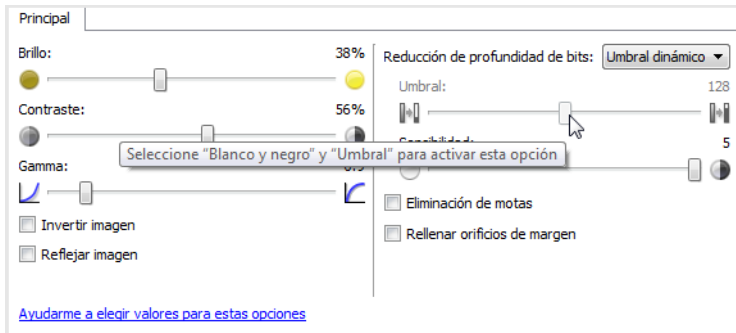 Principal
Brillo: 38%
Contraste: 56%
Seleccione "Blanco y negro" y "Umbral" para activar esta opción
Gamma:
Invertir imagen
Reflejar imagen
Ayudarme a elegir valores para estas opciones
Reducción de profundidad de bits: Umbral dinámico
Umbral: 128
5
Eliminación de motas
Rellenar orificios de margen